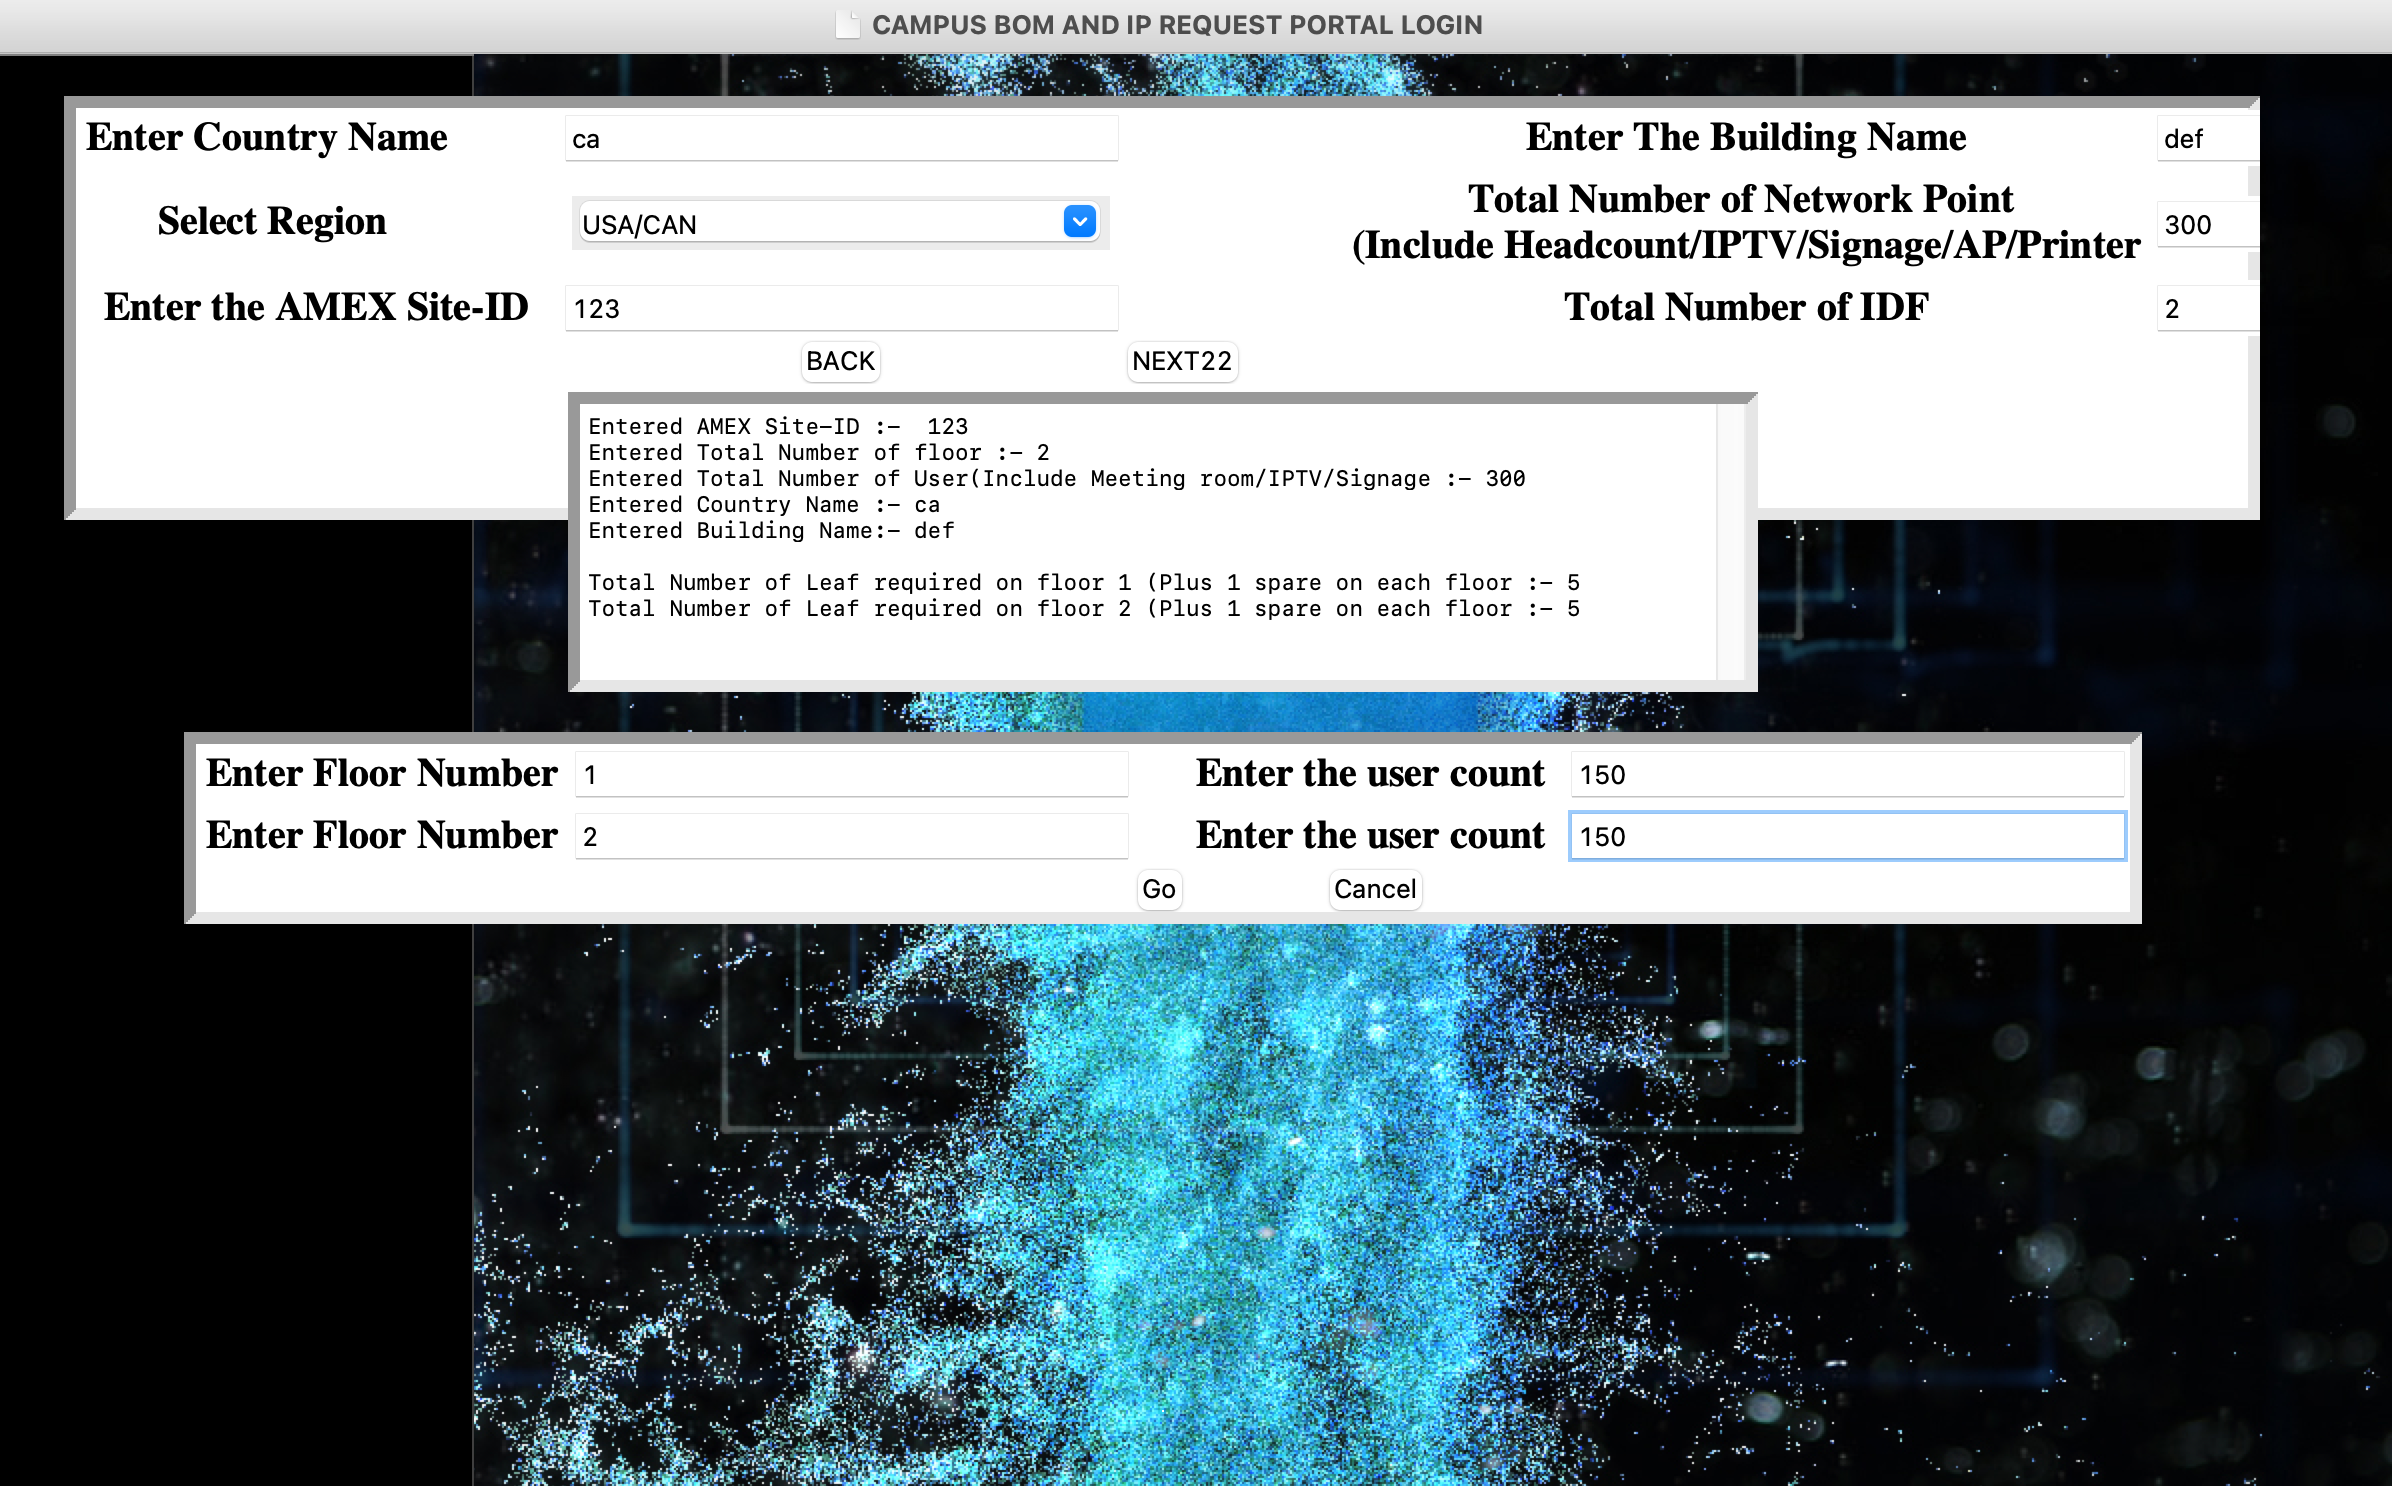 CAMPUS BOM AND IP REQUEST PORTAL LOGIN
Enter Country Name ca Enter The Building Name def
Select Region USA/CAN Total Number of Network Point
(Include Headcount/IPTV/Signage/AP/Printer 300
Enter the AMEX Site-ID 123 Total Number of IDF 2
BACK NEXT22
Entered AMEX Site-ID :-  123
Entered Total Number of floor :- 2
Entered Total Number of User(Include Meeting room/IPTV/Signage :- 300
Entered Country Name :- ca
Entered Building Name:- def
Total Number of Leaf required on floor 1 (Plus 1 spare on each floor :- 5
Total Number of Leaf required on floor 2 (Plus 1 spare on each floor :- 5
Enter Floor Number 1 Enter the user count 150
Enter Floor Number 2 Enter the user count 150
Go Cancel